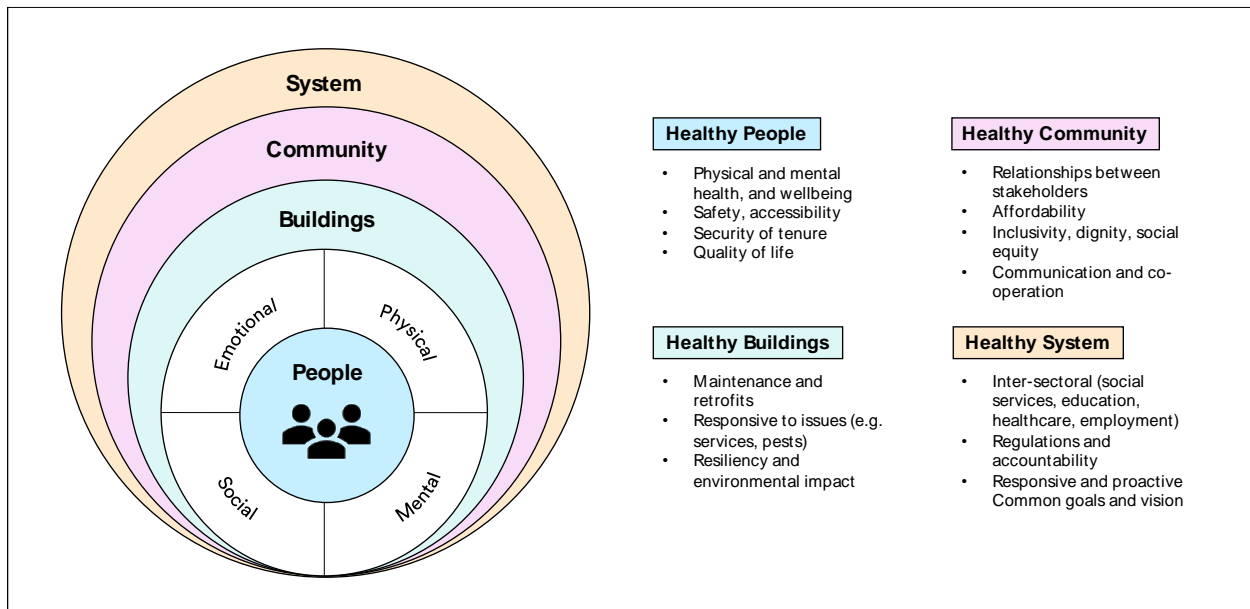 System
Community
Buildings
Emotional
Physical
People
Social
Mental
Healthy People
• Physical and mental
health, and wellbeing
• Safety, accessibility
• Security of tenure
• Quality of life
Healthy Community
• Relationships between
stakeholders
• Affordability
• Inclusivity, dignity, social
equity
• Communication and co-
operation
Healthy Buildings
• Maintenance and
retrofits
• Responsive to issues (e.g.
services, pests)
• Resiliency and
environmental impact
Healthy System
• Inter-sectoral (social
services, education,
healthcare, employment)
• Regulations and
accountability
• Responsive and proactive
Common goals and vision